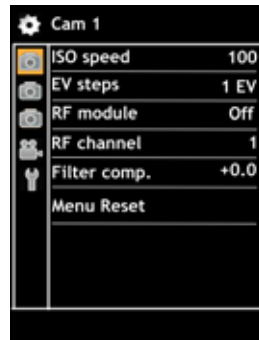 Cam 1
ISO speed 100
EV steps 1 EV
RF module Off
RF channel 1
Filter comp. +0.0
Menu Reset